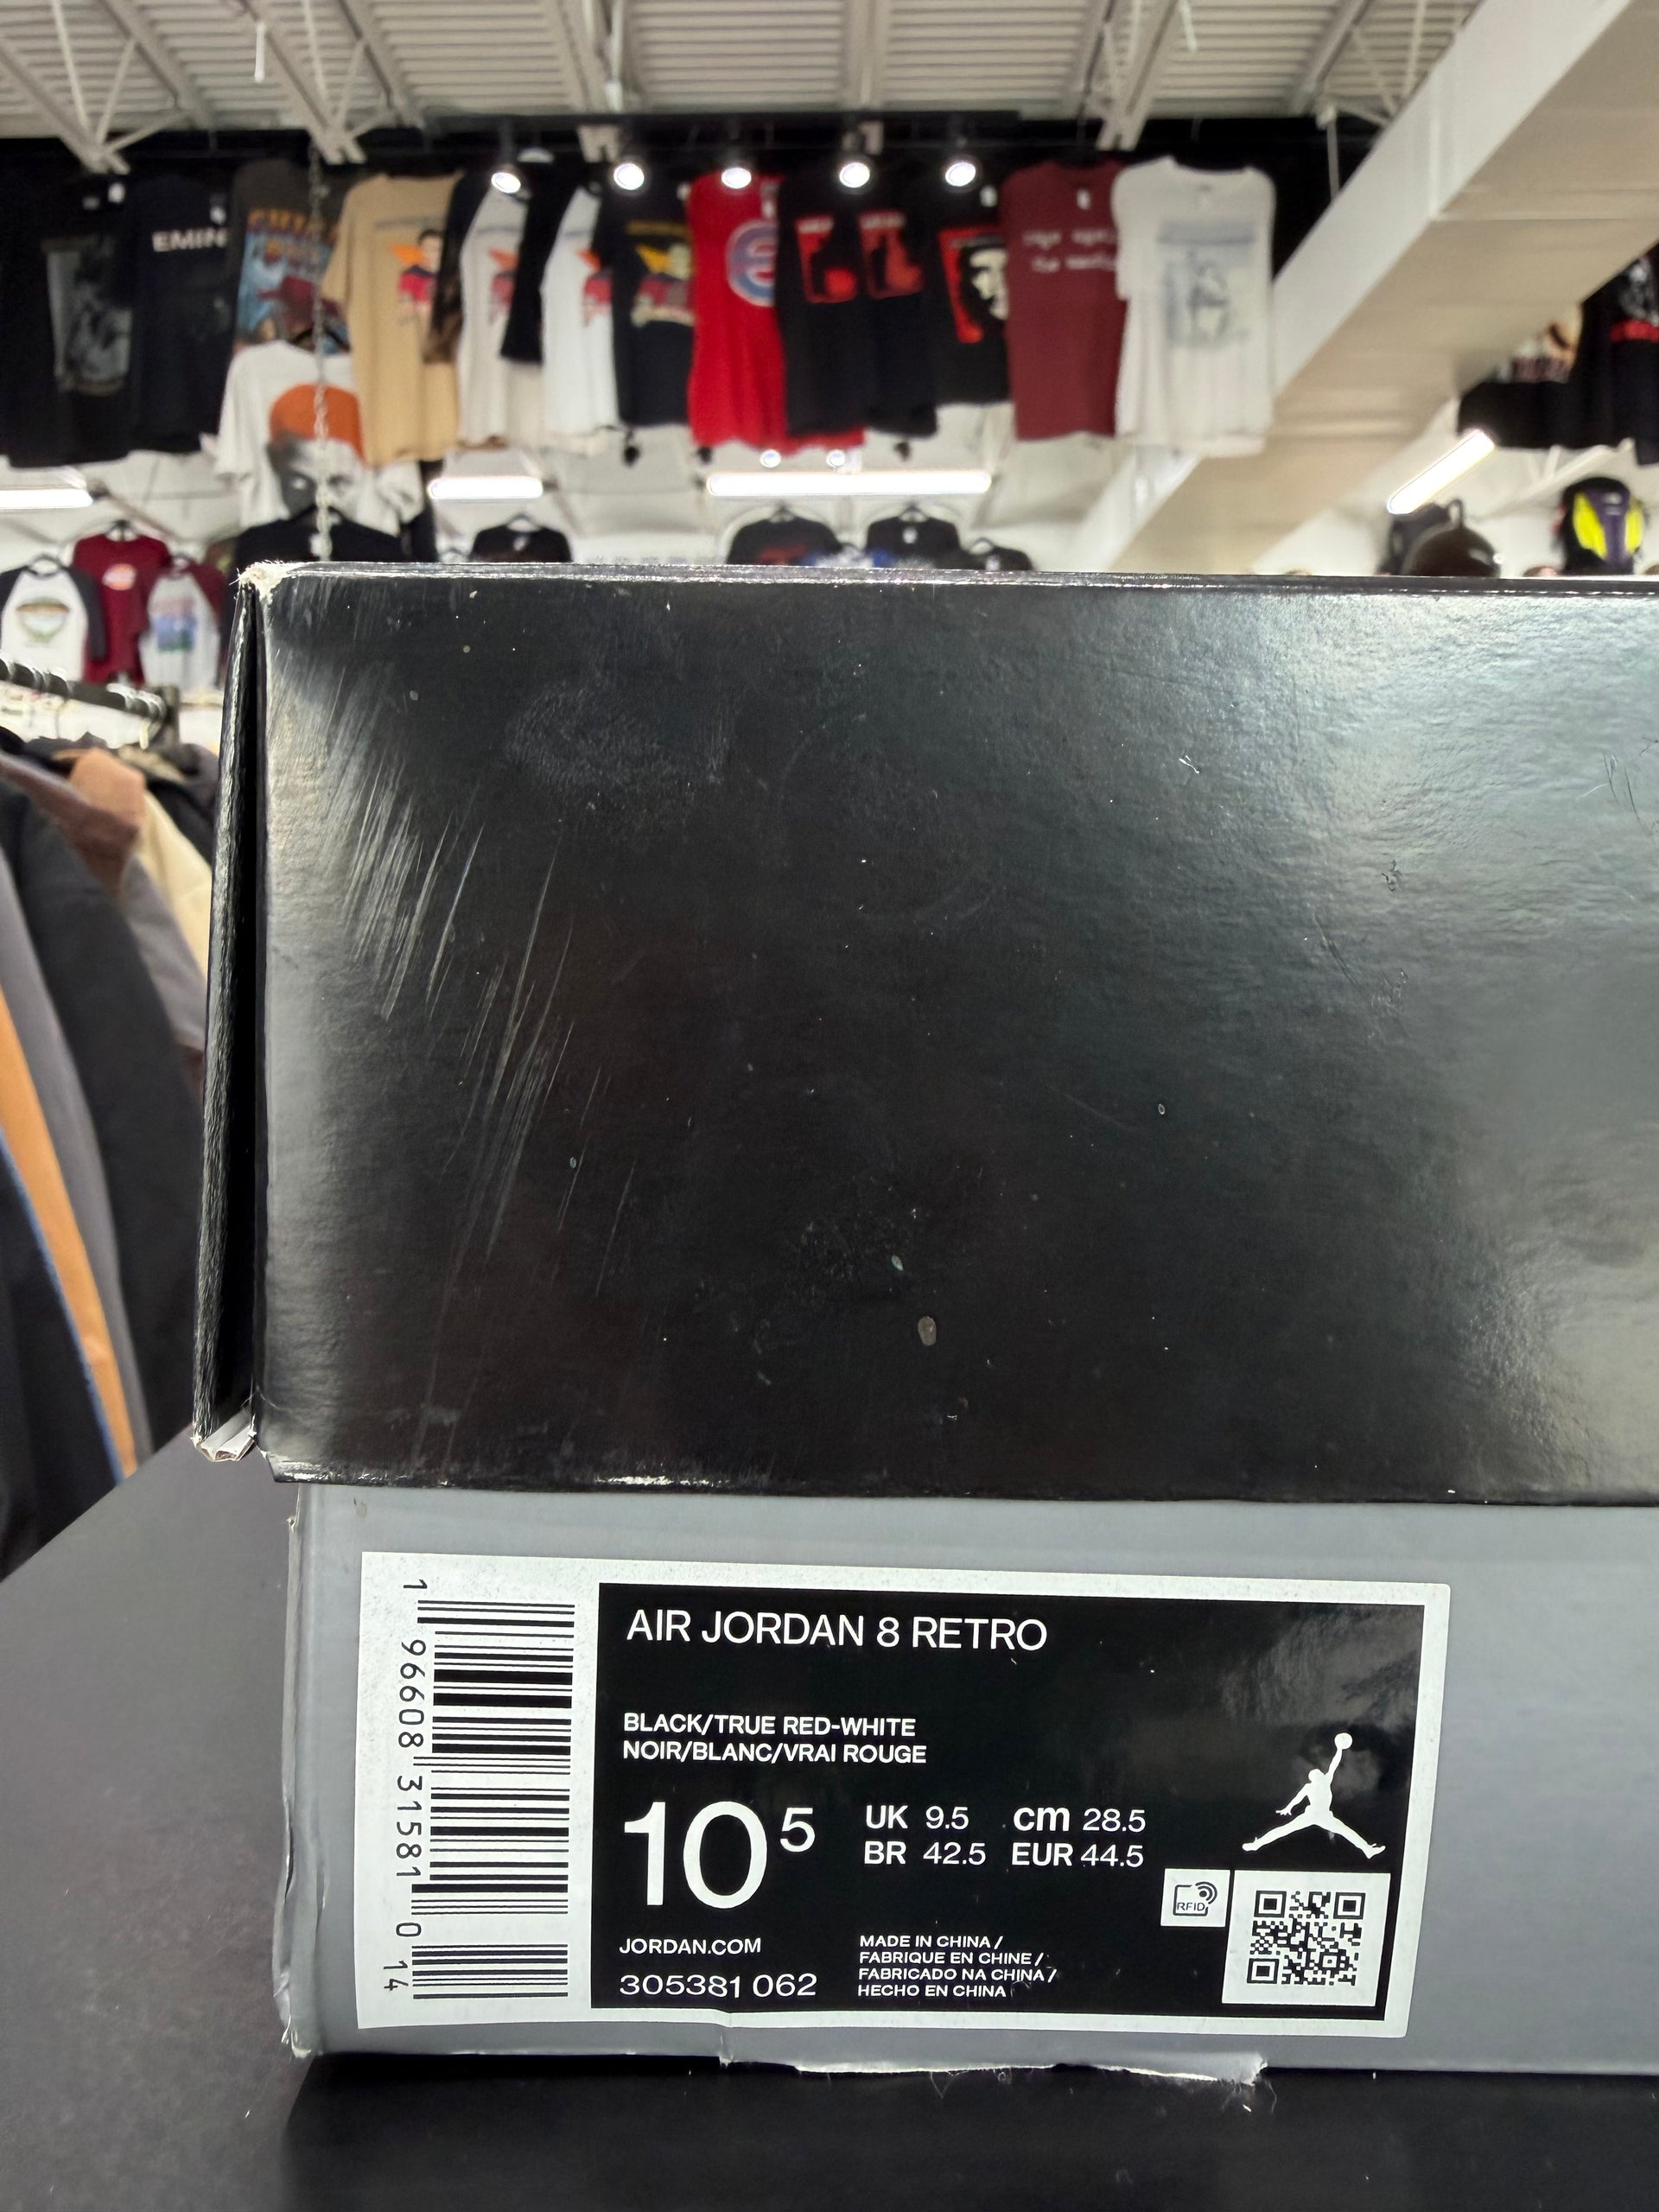 EMIN
AIR JORDAN 8 RETRO
BLACK/TRUE RED-WHITE
NOIR/BLANC/VRAI ROUGE
10 5
UK 9.5 cm 28.5
BR 42.5 EUR 44.5
RFID
JORDAN.COM
305381 062
MADE IN CHINA /
FABRIQUE EN CHINE /
FABRICADO NA CHINA /
HECHO EN CHINA
1 96608 31581 0 14